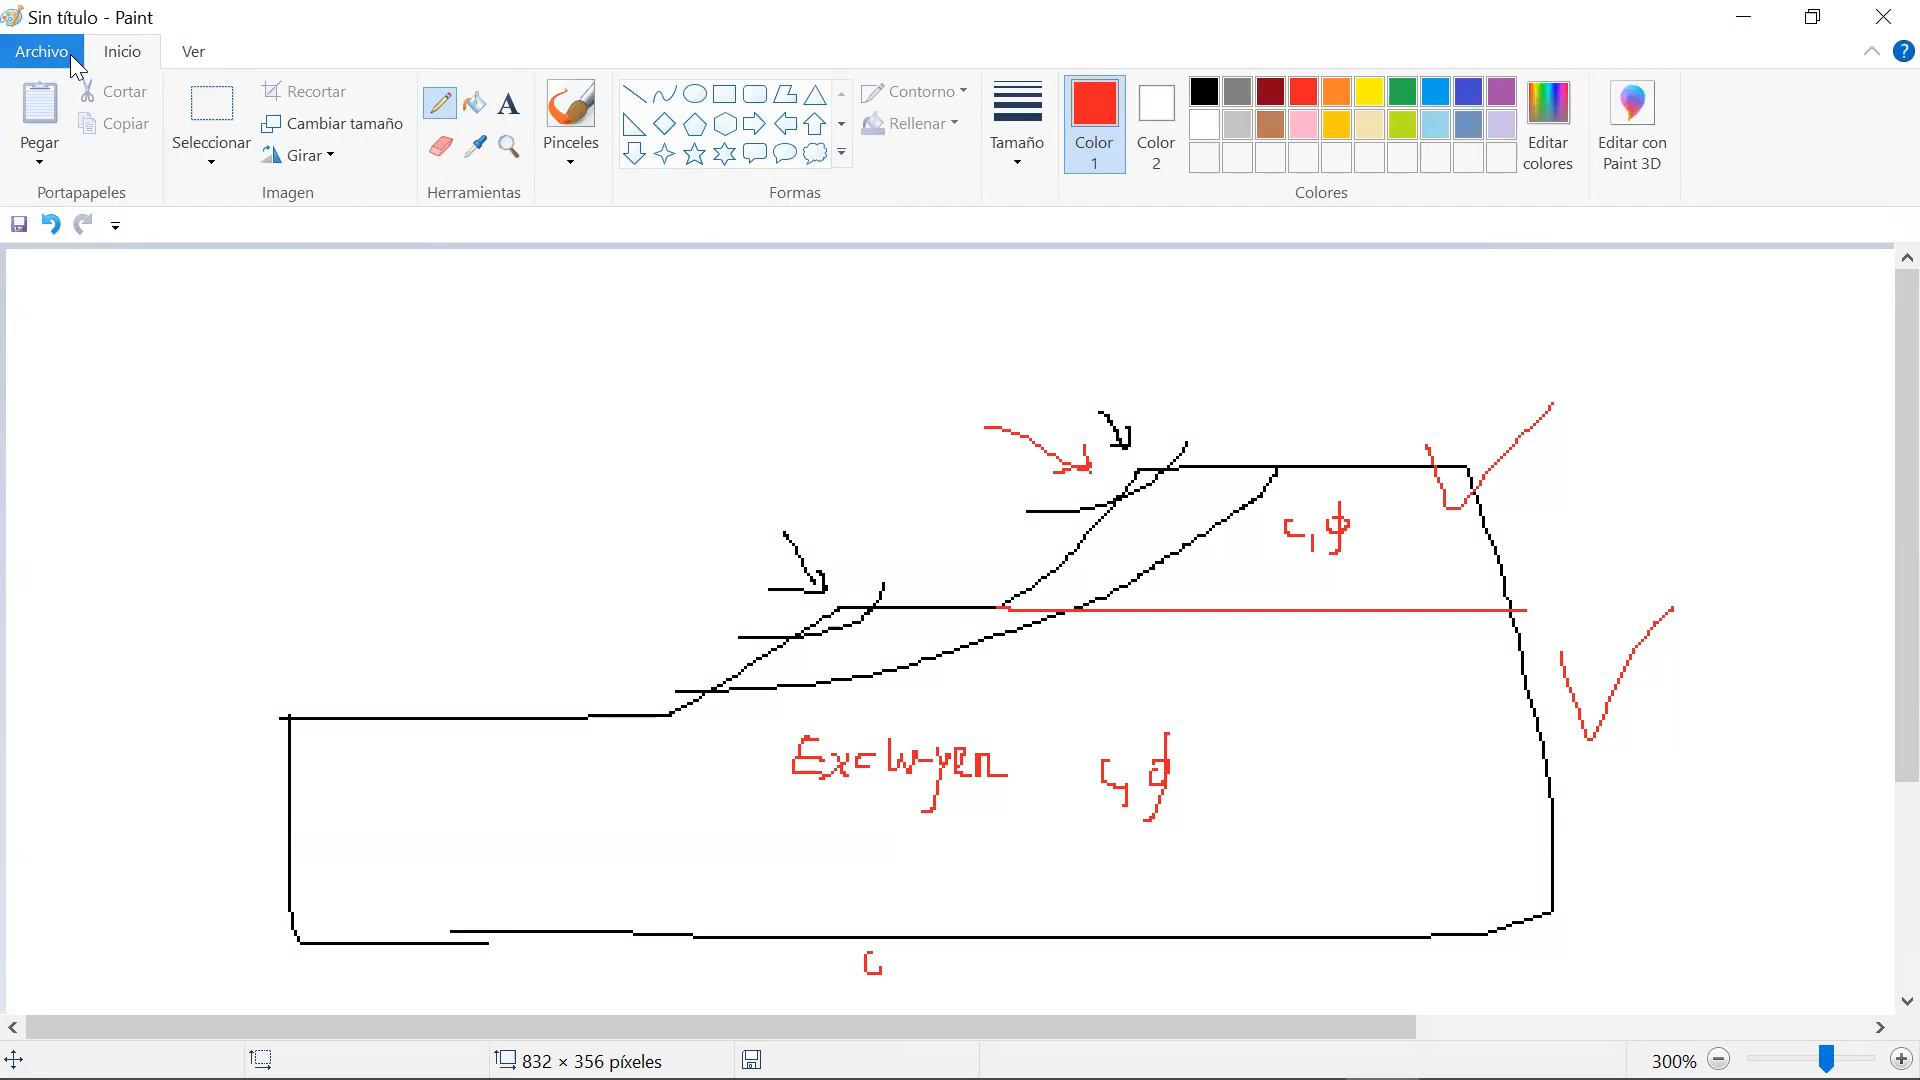 Sin título - Paint
Archivo Inicio Ver
Pegar
Cortar
Copiar
Portapapeles
Seleccionar
Recortar
Cambiar tamaño
Girar
Imagen
A
Herramientas
Pinceles
Formas
Contorno
Rellenar
Tamaño
Color 1
Color 2
Colores
Editar colores
Editar con Paint 3D
?
c, φ
Excluyen c, φ
832 × 356 píxeles
300%